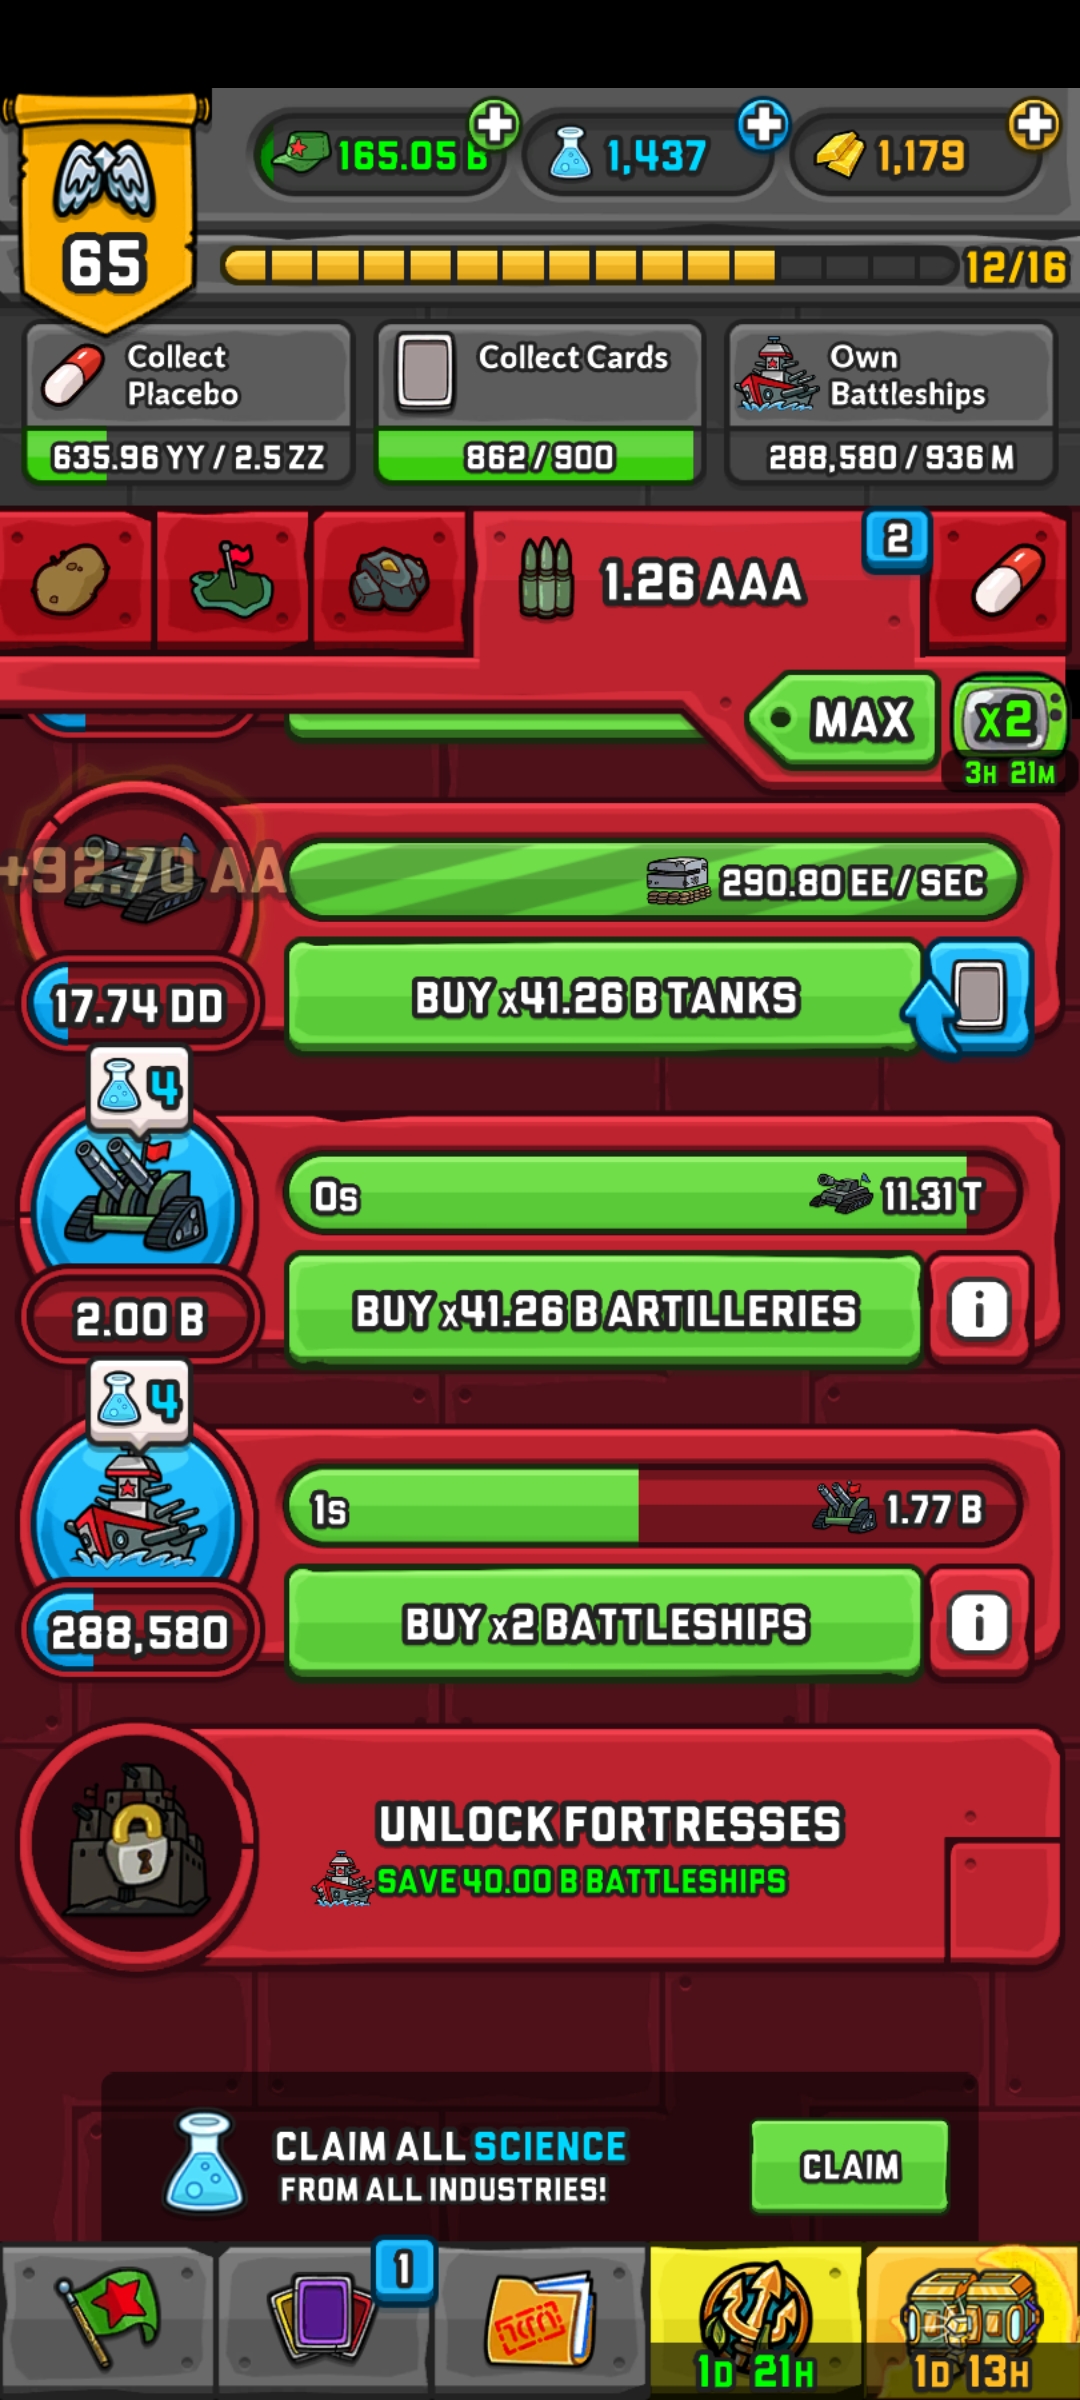 165.05 B
1,437
1,179
65
12/16
Collect
Placebo
Collect Cards
Own
Battleships
635.96 YY / 2.5 ZZ
862/900
288,580 / 936 M
1.26 AAA
2
MAX
x2
3H 21M
+92.70 AA
290.80 EE / SEC
17.74 DD
BUY x41.26 B TANKS
4
0s
11.31 T
2.00 B
BUY x41.26 B ARTILLERIES
i
4
1s
1.77 B
288,580
BUY x2 BATTLESHIPS
i
UNLOCK FORTRESSES
SAVE 40.00 B BATTLESHIPS
CLAIM ALL SCIENCE
FROM ALL INDUSTRIES!
CLAIM
1
1D 21H
1D 13H